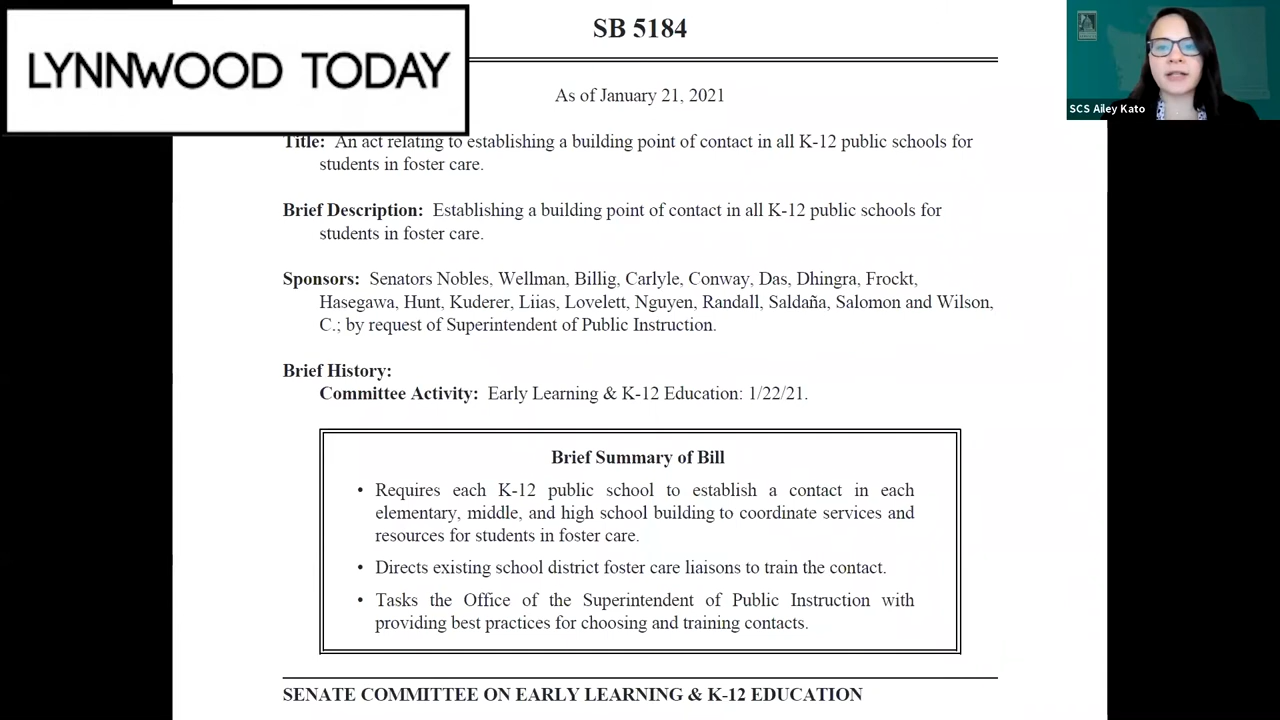 SB 5184
LYNNWOOD TODAY
SCS Ailey Kato
As of January 21, 2021
Title: An act relating to establishing a building point of contact in all K-12 public schools for
students in foster care.
Brief Description: Establishing a building point of contact in all K-12 public schools for
students in foster care.
Sponsors: Senators Nobles, Wellman, Billig, Carlyle, Conway, Das, Dhingra, Frockt,
Hasegawa, Hunt, Kuderer, Liias, Lovelett, Nguyen, Randall, Saldaña, Salomon and Wilson,
C.; by request of Superintendent of Public Instruction.
Brief History:
Committee Activity: Early Learning & K-12 Education: 1/22/21.
Brief Summary of Bill
• Requires each K-12 public school to establish a contact in each
elementary, middle, and high school building to coordinate services and
resources for students in foster care.
• Directs existing school district foster care liaisons to train the contact.
• Tasks the Office of the Superintendent of Public Instruction with
providing best practices for choosing and training contacts.
SENATE COMMITTEE ON EARLY LEARNING & K-12 EDUCATION